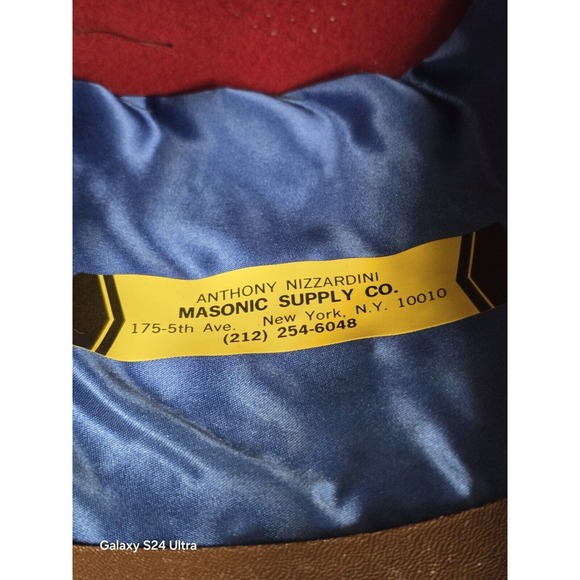 ANTHONY NIZZARDINI
MASONIC SUPPLY CO.
175-5th Ave. New York, N.Y. 10010
(212) 254-6048
Galaxy S24 Ultra